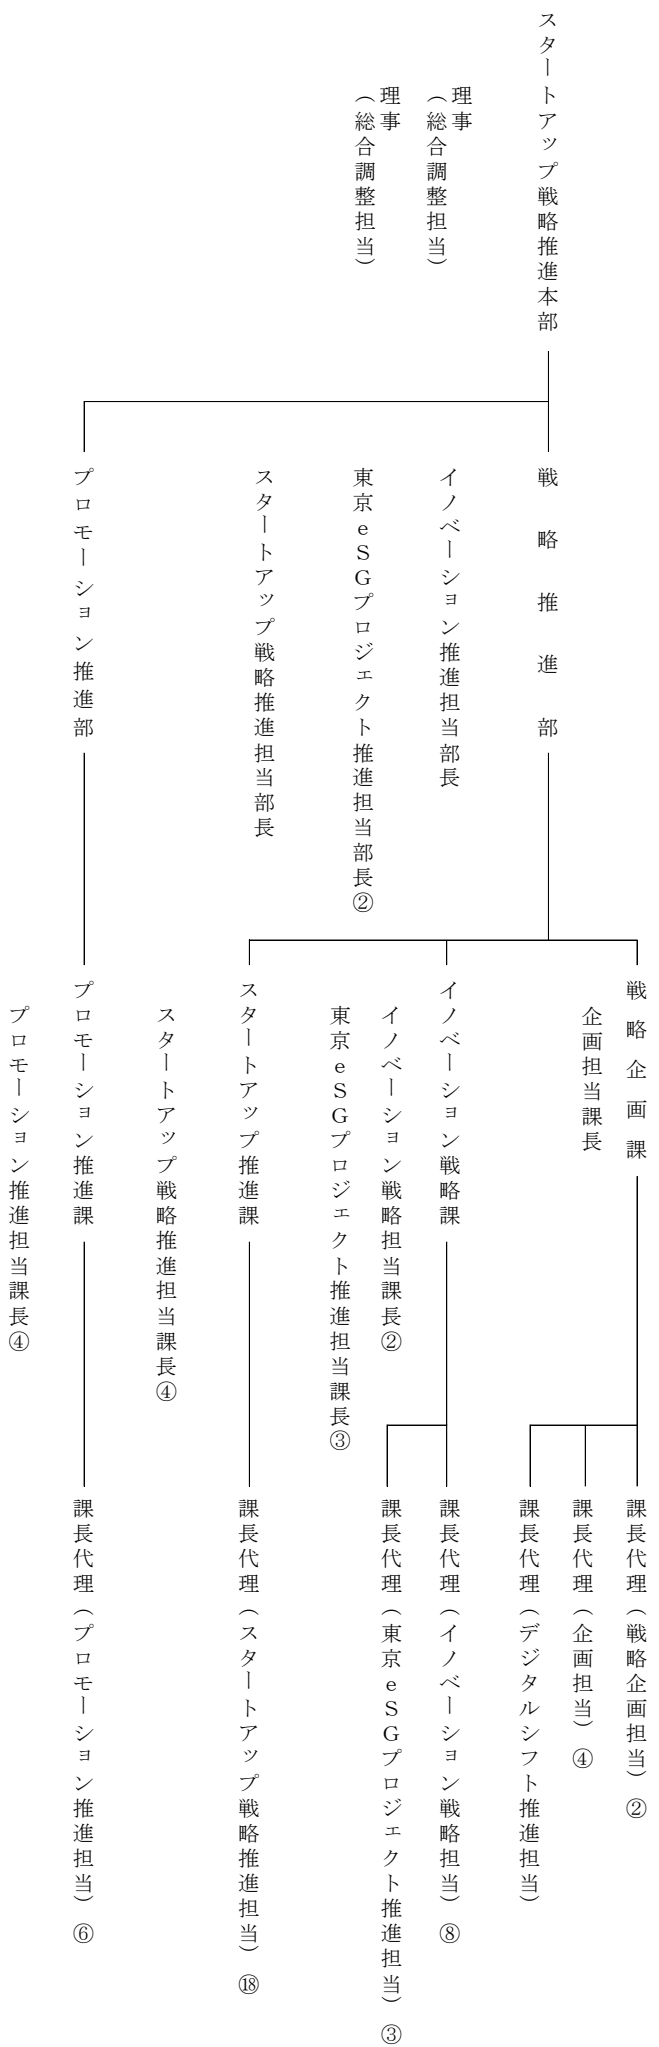 スタートアップ戦略推進本部
理事
（総合調整担当）
理事
（総合調整担当）
戦略推進部
イノベーション推進担当部長
東京ｅＳＧプロジェクト推進担当部長②
スタートアップ戦略推進担当部長
プロモーション推進部
戦略企画課
企画担当課長
イノベーション戦略課
イノベーション戦略担当課長②
東京ｅＳＧプロジェクト推進担当課長③
スタートアップ推進課
スタートアップ戦略推進担当課長④
プロモーション推進課
プロモーション推進担当課長④
課長代理（戦略企画担当）②
課長代理（企画担当）④
課長代理（デジタルシフト推進担当）
課長代理（イノベーション戦略担当）⑧
課長代理（東京ｅＳＧプロジェクト推進担当）③
課長代理（スタートアップ戦略推進担当）⑱
課長代理（プロモーション推進担当）⑥